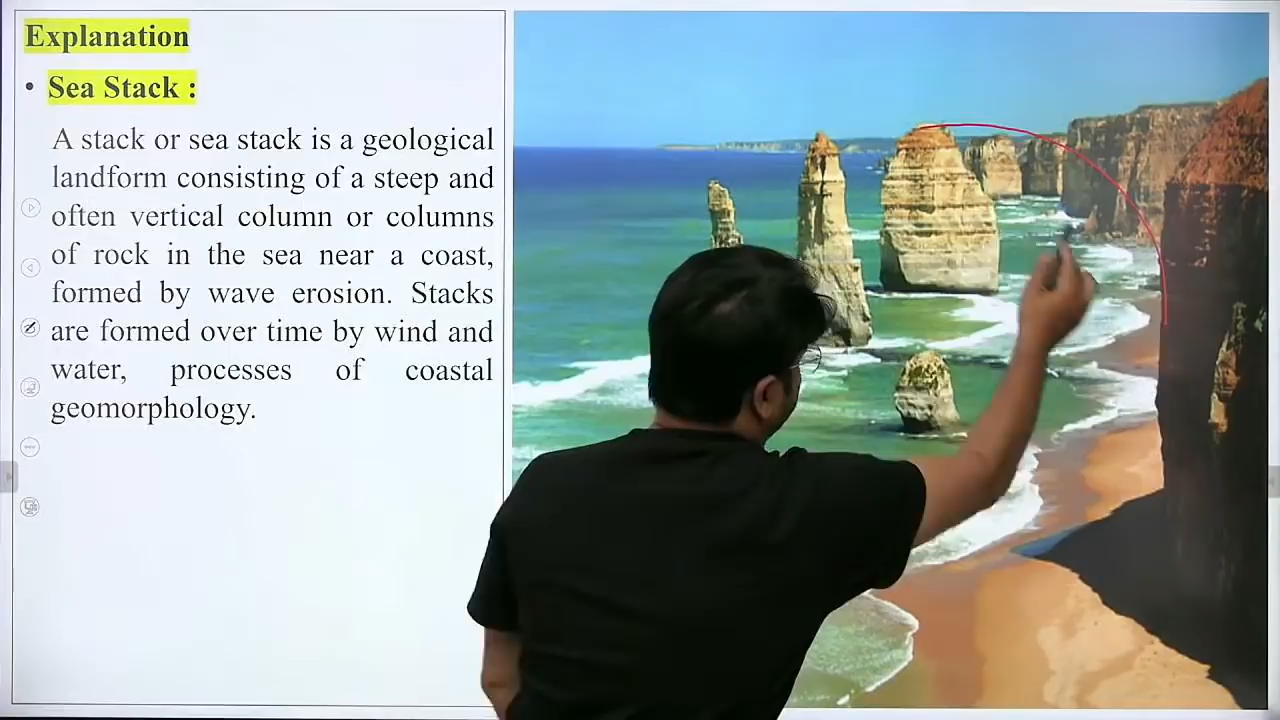 Explanation
• Sea Stack :
A stack or sea stack is a geological
landform consisting of a steep and
often vertical column or columns
of rock in the sea near a coast,
formed by wave erosion. Stacks
are formed over time by wind and
water, processes of coastal
geomorphology.